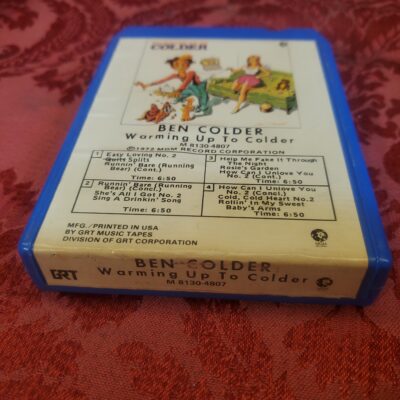 COLDER
BEN COLDER
Warming Up To Colder
M 8130-4807
Ⓟ1972 MGM RECORD CORPORATION
1 Easy Loving No. 2
Quits Splits
Runnin' Bare (Running
Bear) (Cont.)
Time: 6:50
2 Runnin' Bare (Running
Bear) (Concl.)
She's All I Got No. 2
Sing A Drinkin' Song
Time: 6:50
3 Help Me Fake It Through
The Night
Rosie's Garden
How Can I Unlove You
No. 2 (Cont.)
Time: 6:50
4 How Can I Unlove You
No. 2 (Concl.)
Cold, Cold Heart No.2
Rollin' In My Sweet
Baby's Arms
Time: 6:50
MFG./PRINTED IN USA
BY GRT MUSIC TAPES
DIVISION OF GRT CORPORATION
GRT
BEN COLDER
Warming Up To Colder
M 8130-4807